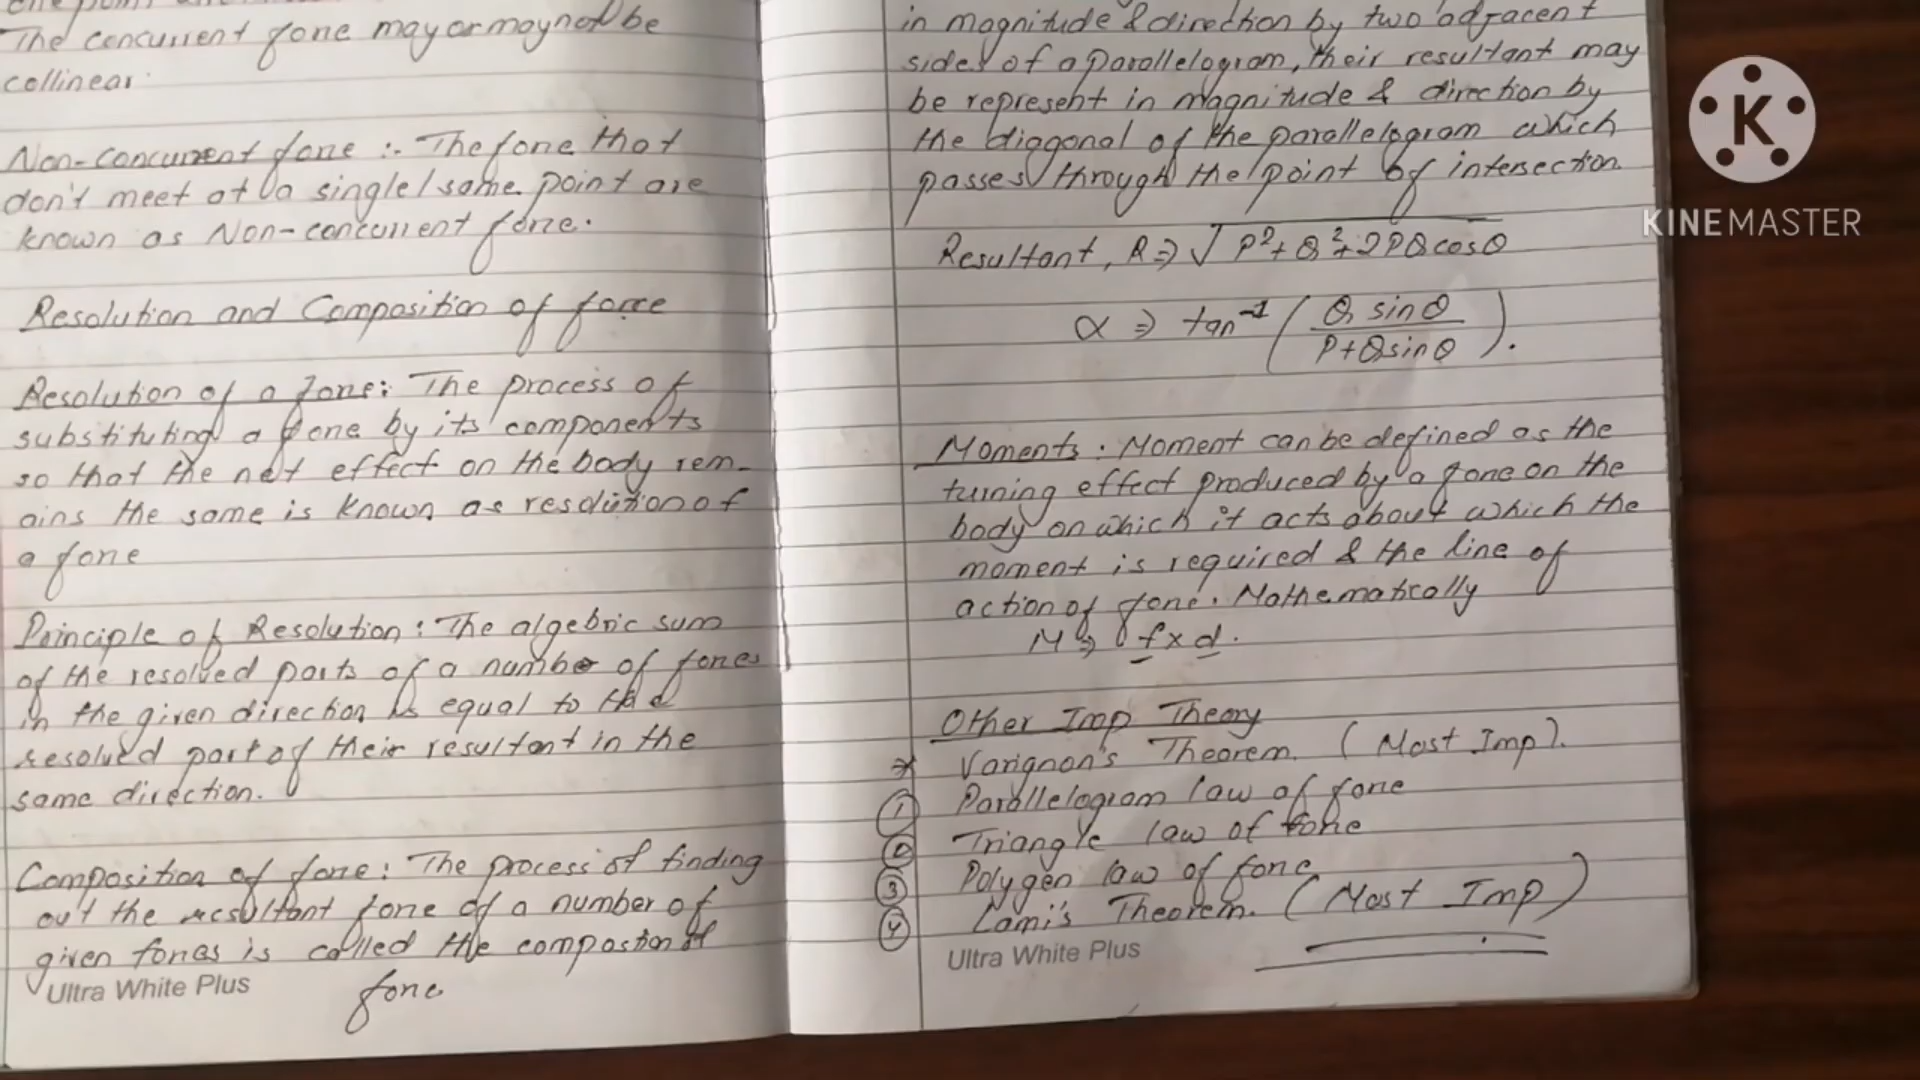 The concurrent force may or may not be
collinear.
Non-concurrent force :- The force that
don't meet at a single/same point are
known as Non-concurrent force.
Resolution and Composition of force
Resolution of a force: The process of
substituting a force by its components
so that the net effect on the body rem-
ains the same is known as resolution of
a force
Principle of Resolution: The algebric sum
of the resolved parts of a number of forces
in the given direction is equal to the
resolved part of their resultant in the
same direction.
Composition of force: The process of finding
out the resultant force of a number of
given forces is called the compostion of
force
Ultra White Plus
in magnitude & direction by two adjacent
sides of a parallelogram, their resultant may
be represent in magnitude & direction by
the diagonal of the parallelogram which
passes through the point of intersection.
Resultant, R ⇒ √P²+Q²+2PQcosθ
α ⇒ tan⁻¹ (Q sinθ / P+Qsinθ).
Moments: Moment can be defined as the
turning effect produced by a force on the
body on which it acts about which the
moment is required & the line of
action of force. Mathematically
M ⇒ f×d.
Other Imp Theory
* Varignon's Theorem. (Most Imp).
① Parallelogram law of force
② Triangle law of force
③ Polygen law of force
④ Lami's Theorem. (Most Imp)
Ultra White Plus
K
KINEMASTER